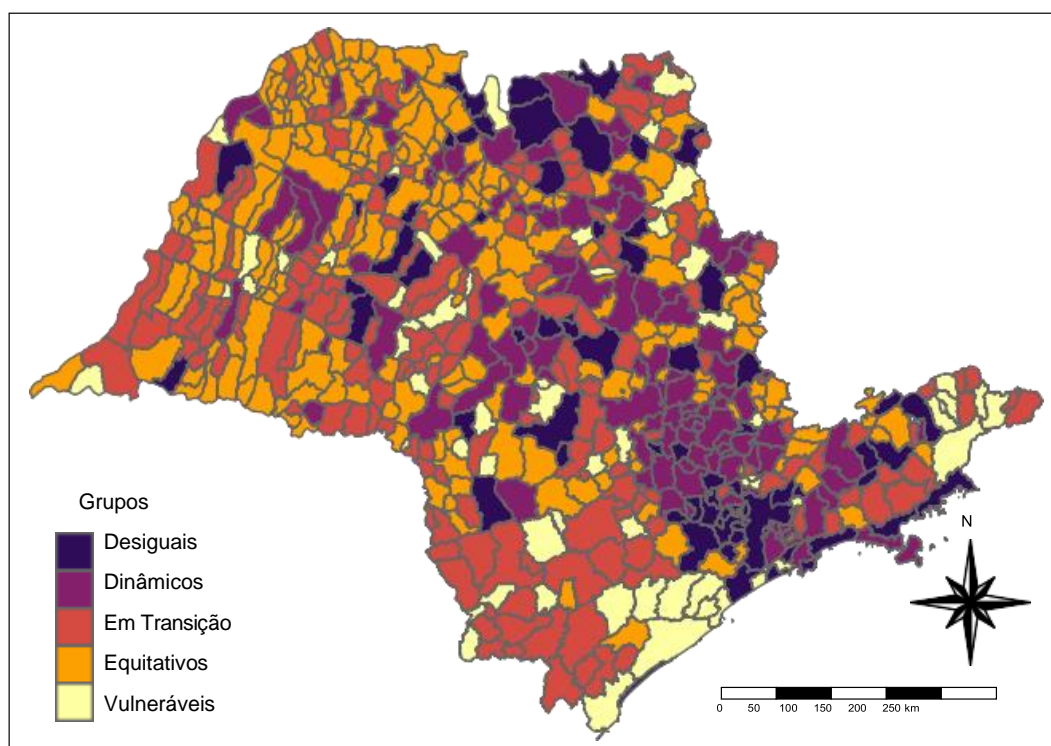 Grupos
Desiguais
Dinâmicos
Em Transição
Equitativos
Vulneráveis
N
0 50 100 150 200 250 km